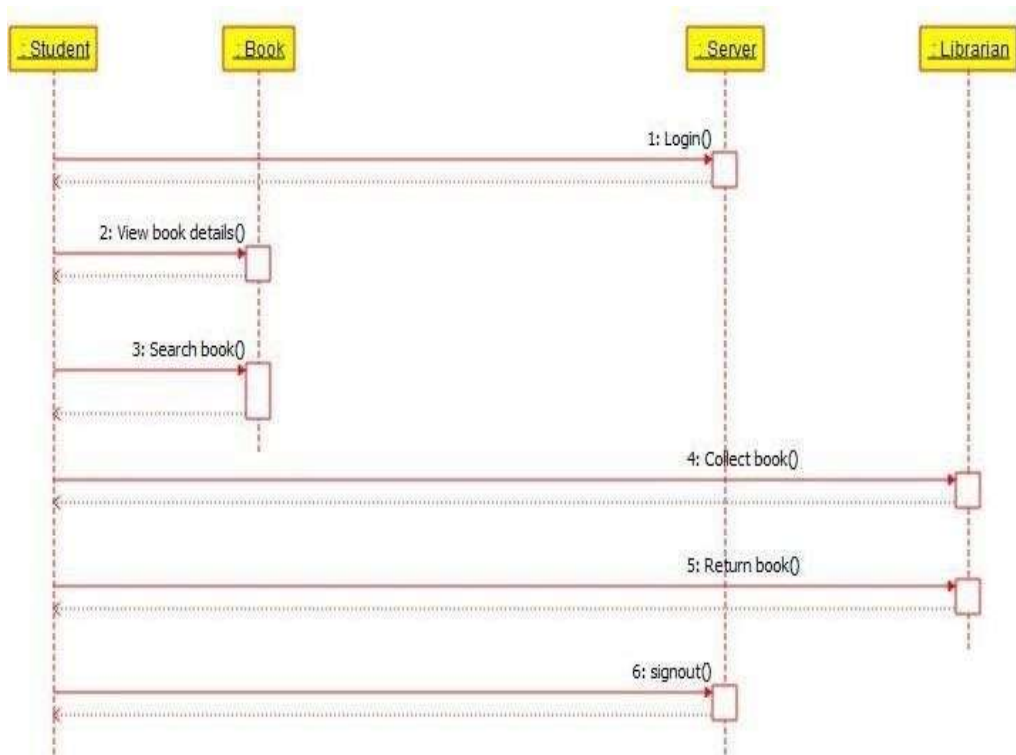 : Student
: Book
: Server
: Librarian
1: Login()
2: View book details()
3: Search book()
4: Collect book()
5: Return book()
6: signout()